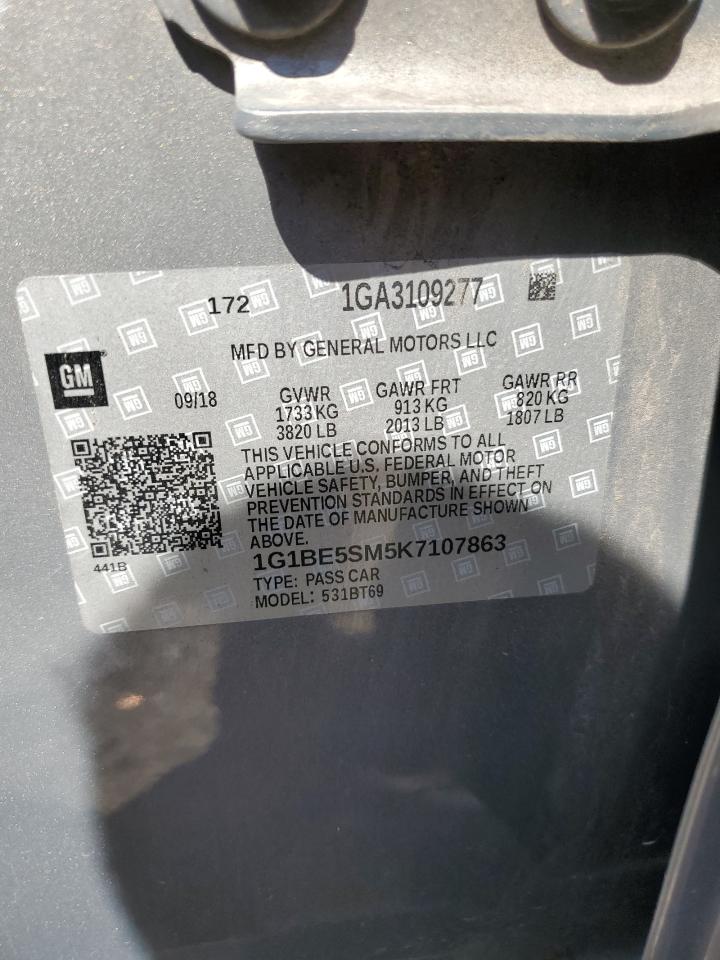 172 1GA3109277
MFD BY GENERAL MOTORS LLC
GM
09/18 GVWR GAWR FRT GAWR RR
1733 KG 913 KG 820 KG
3820 LB 2013 LB 1807 LB
THIS VEHICLE CONFORMS TO ALL
APPLICABLE U.S. FEDERAL MOTOR
VEHICLE SAFETY, BUMPER, AND THEFT
PREVENTION STANDARDS IN EFFECT ON
THE DATE OF MANUFACTURE SHOWN
ABOVE.
441B 1G1BE5SM5K7107863
TYPE: PASS CAR
MODEL: 531BT69